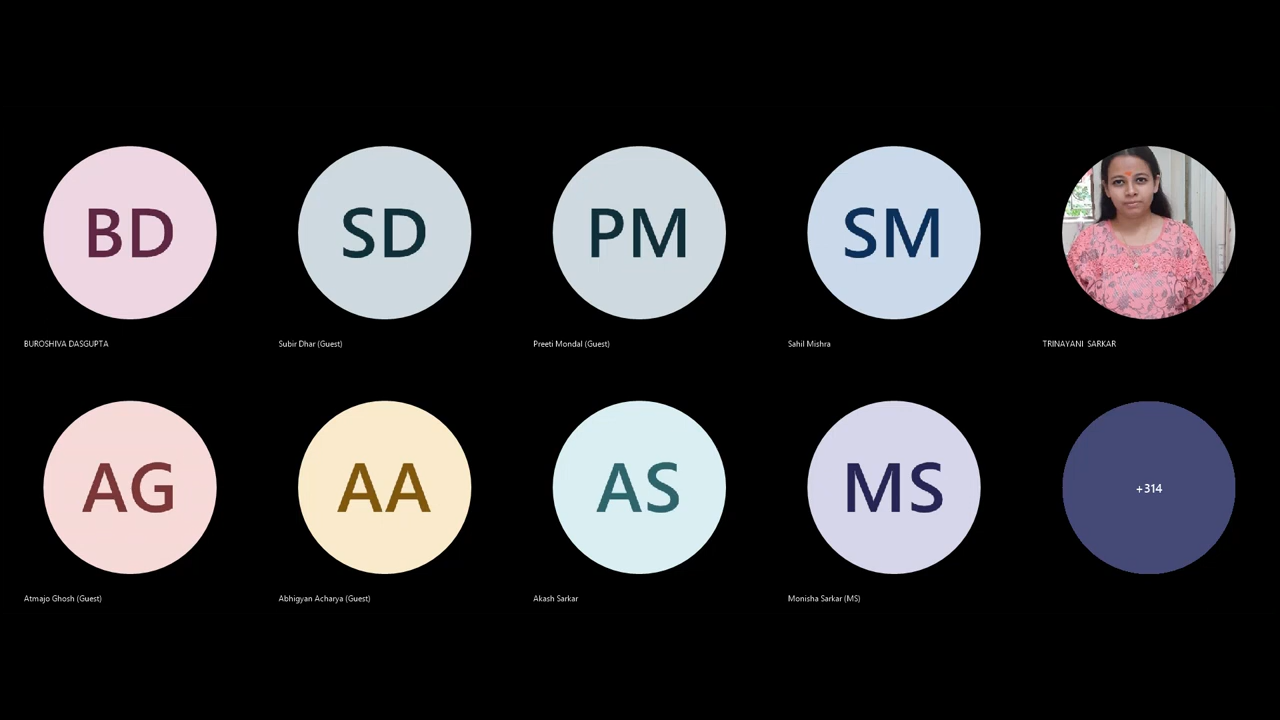 BD
SD
PM
SM
BUROSHIVA DASGUPTA
Subir Dhar (Guest)
Preeti Mondal (Guest)
Sahil Mishra
TRINAYANI SARKAR
AG
AA
AS
MS
+314
Atmajo Ghosh (Guest)
Abhigyan Acharya (Guest)
Akash Sarkar
Monisha Sarkar (MS)